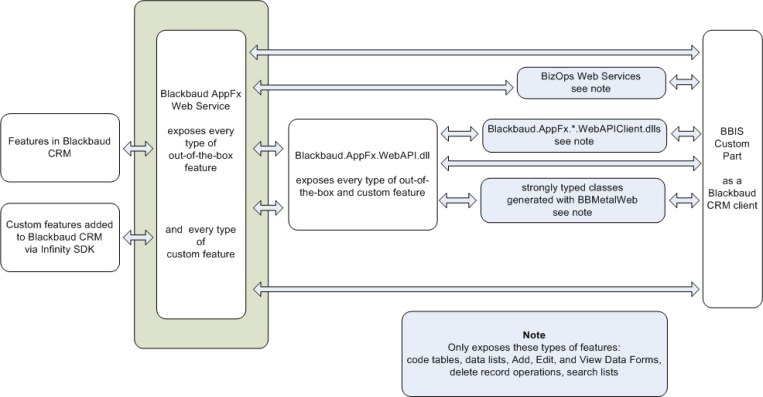 Features in Blackbaud
CRM
Custom features added
to Blackbaud CRM
via Infinity SDK
Blackbaud AppFx
Web Service
exposes every
type of
out-of-the-box
feature
and every type
of
custom feature
Blackbaud.AppFx.WebAPI.dll
exposes every type of out-of-
the-box and custom feature
BizOps Web Services
see note
Blackbaud.AppFx.*.WebAPIClient.dlls
see note
strongly typed classes
generated with BBMetalWeb
see note
BBIS
Custom
Part
as a
Blackbaud
CRM client
Note
Only exposes these types of features:
code tables, data lists, Add, Edit, and View Data Forms,
delete record operations, search lists